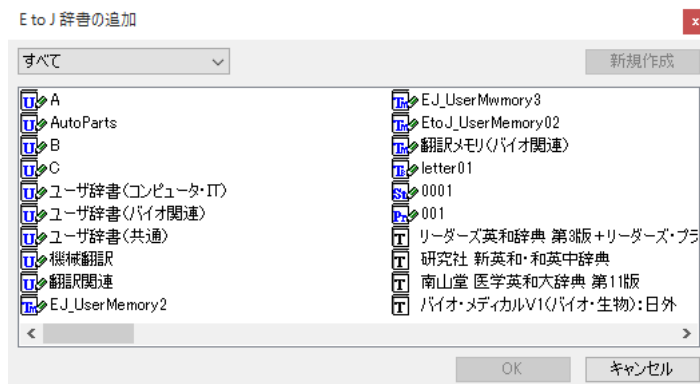 E to J 辞書の追加
x
すべて
新規作成
U A
U AutoParts
U B
U C
U ユーザ辞書(コンピュータ・IT)
U ユーザ辞書(バイオ関連)
U ユーザ辞書(共通)
U 機械翻訳
U 翻訳関連
Tm EJ_UserMemory2
Tm EJ_UserMwmory3
Tm EtoJ_UserMemory02
Tm 翻訳メモリ(バイオ関連)
letter01
St 0001
Pn 001
T リーダーズ英和辞典 第3版+リーダーズ・プラ
T 研究社 新英和・和英中辞典
T 南山堂 医学英和大辞典 第11版
T バイオ・メディカルV1(バイオ・生物):日外
OK
キャンセル